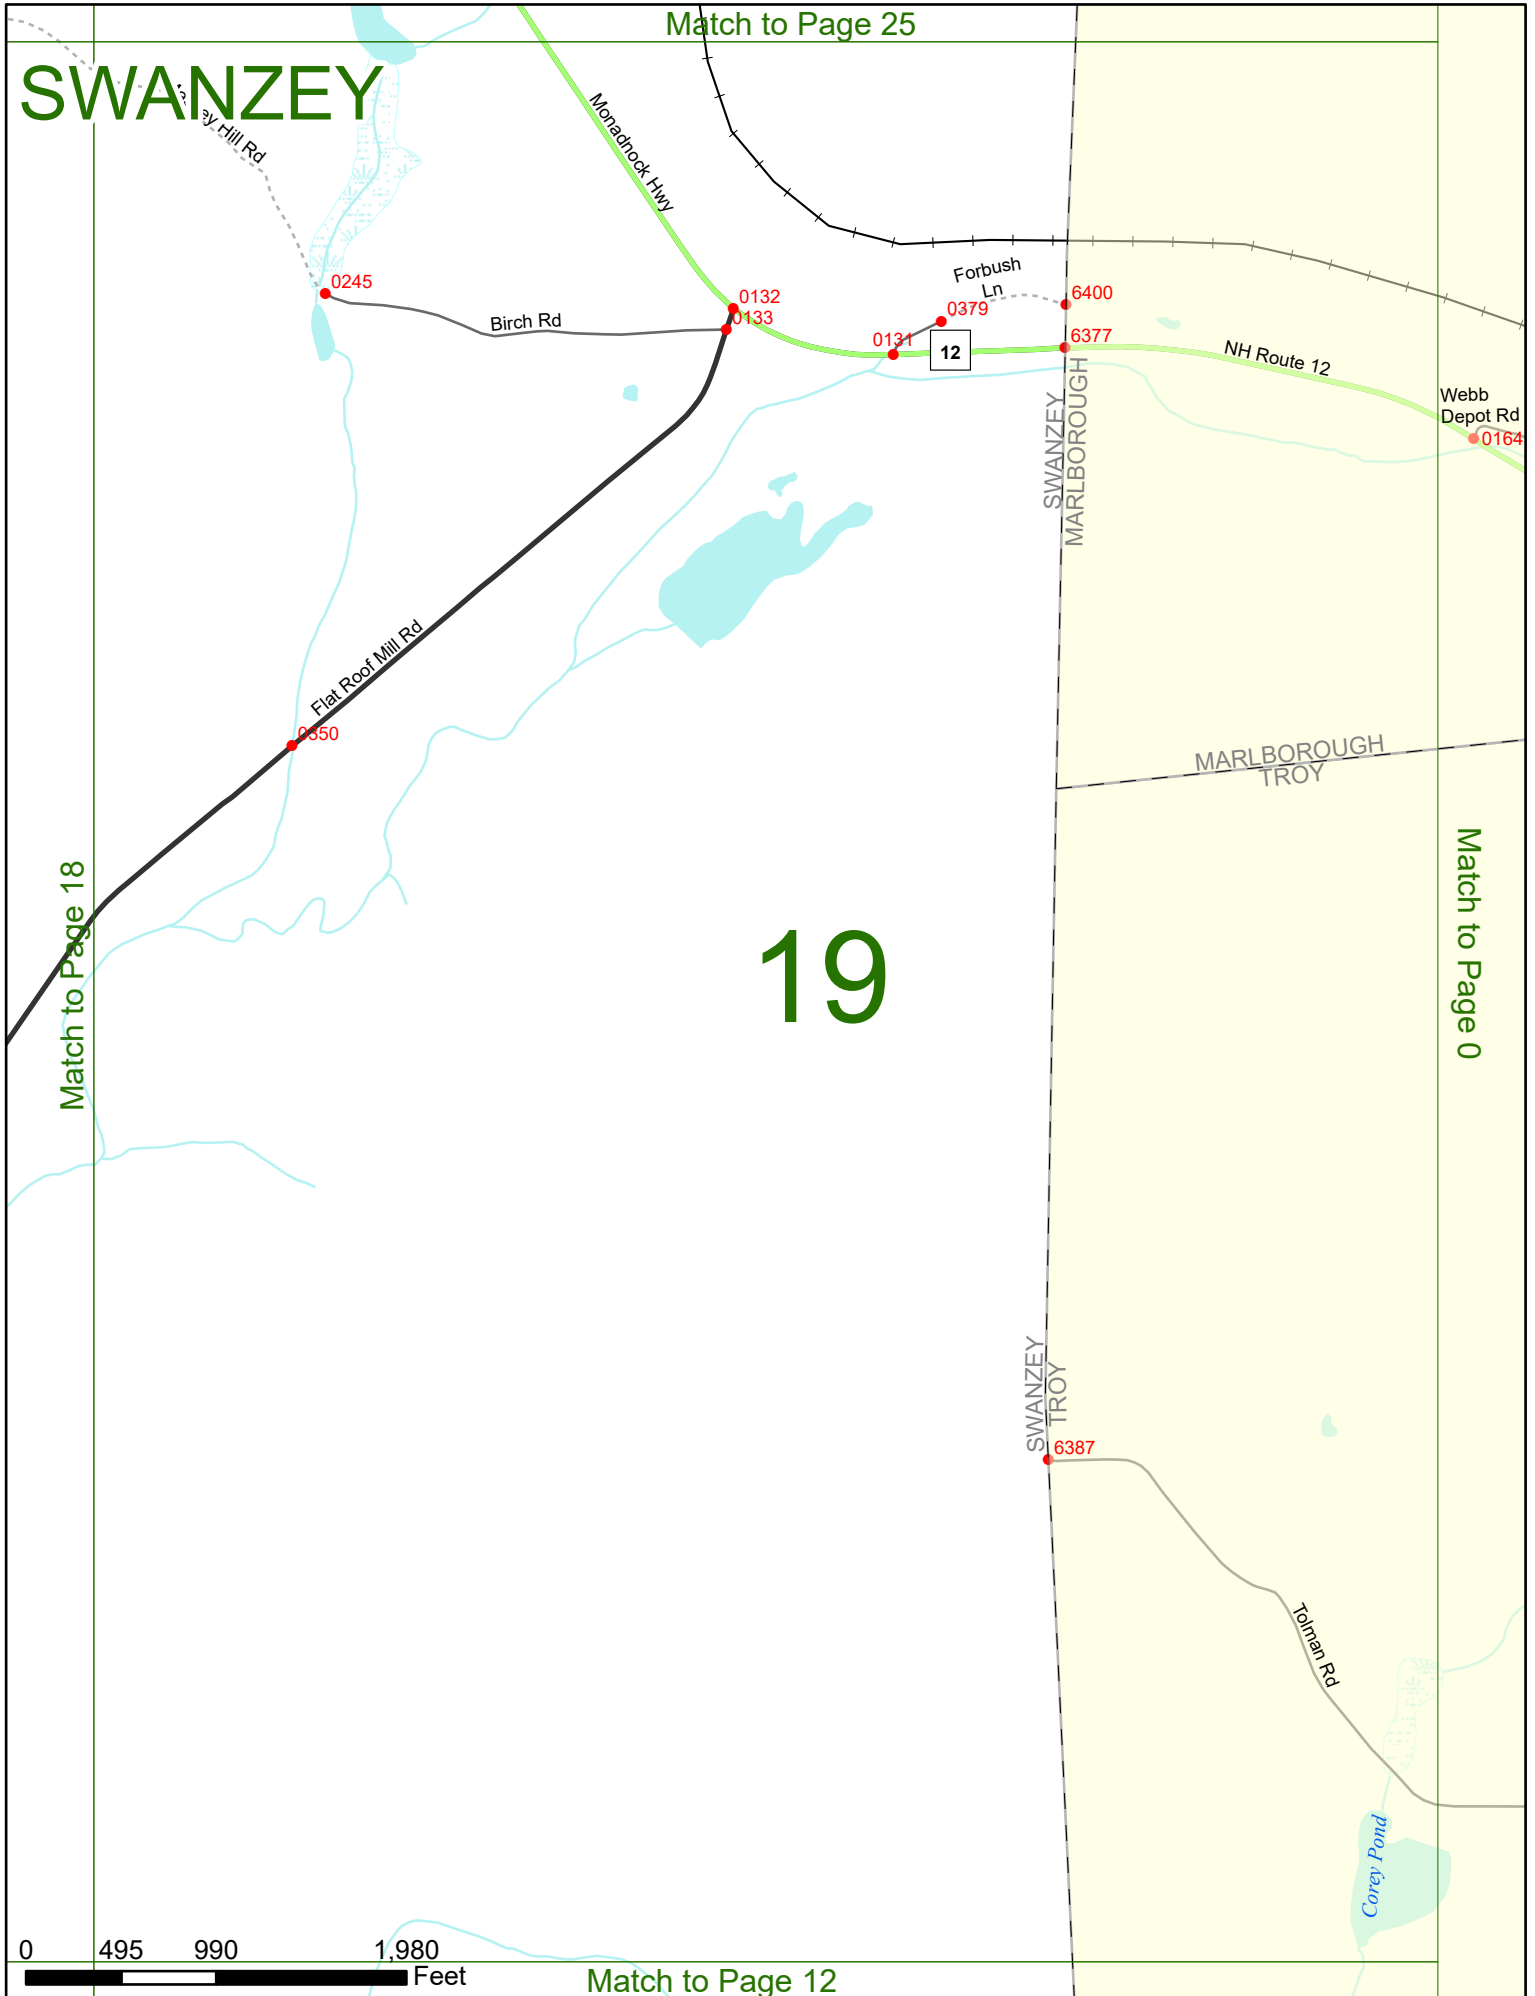 Match to Page 25
SWANZEY
Hill Rd
Monadnock Hwy
0245
Birch Rd
0132
0133
Forbush
Ln
0379
0131
12
6400
6377
NH Route 12
Webb
Depot Rd
0164
SWANZEY
MARLBOROUGH
Flat Roof Mill Rd
0350
MARLBOROUGH
TROY
Match to Page 18
19
Match to Page 0
SWANZEY
TROY
6387
Tolman Rd
Corey Pond
0 495 990 1,980
Feet
Match to Page 12